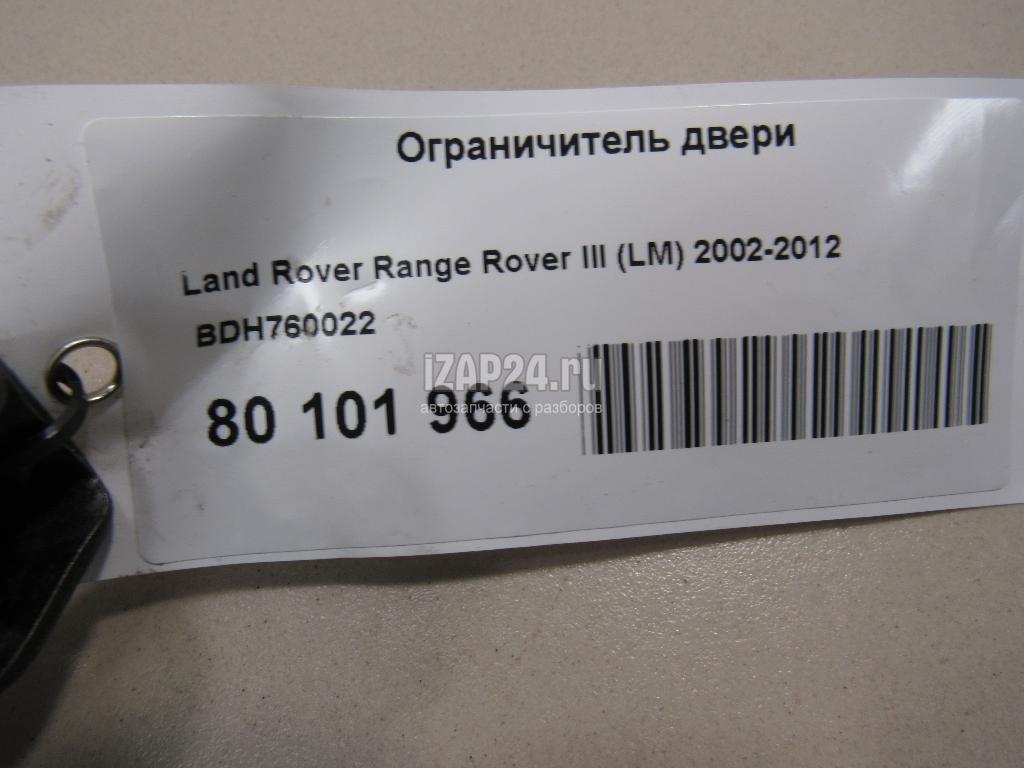 Ограничитель двери
Land Rover Range Rover III (LM) 2002-2012
BDH760022
80 101 966
iZAP24.ru
автозапчасти с разборов